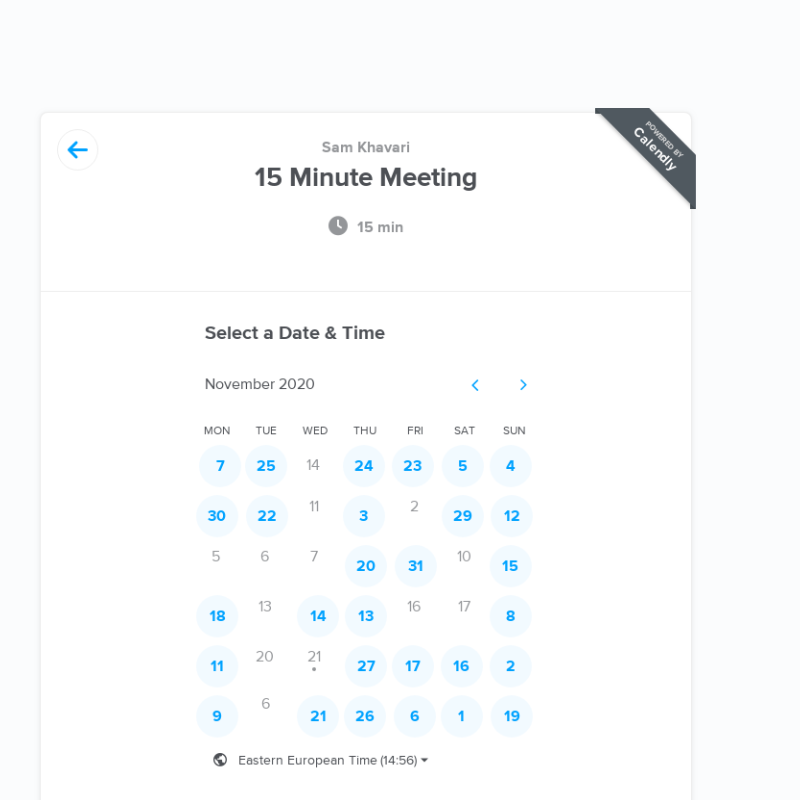 POWERED BY
Calendly
Sam Khavari
15 Minute Meeting
15 min
Select a Date & Time
November 2020
MON TUE WED THU FRI SAT SUN
7 25 14 24 23 5 4
30 22 11 3 2 29 12
5 6 7 20 31 10 15
18 13 14 13 16 17 8
11 20 21 27 17 16 2
9 6 21 26 6 1 19
Eastern European Time (14:56)